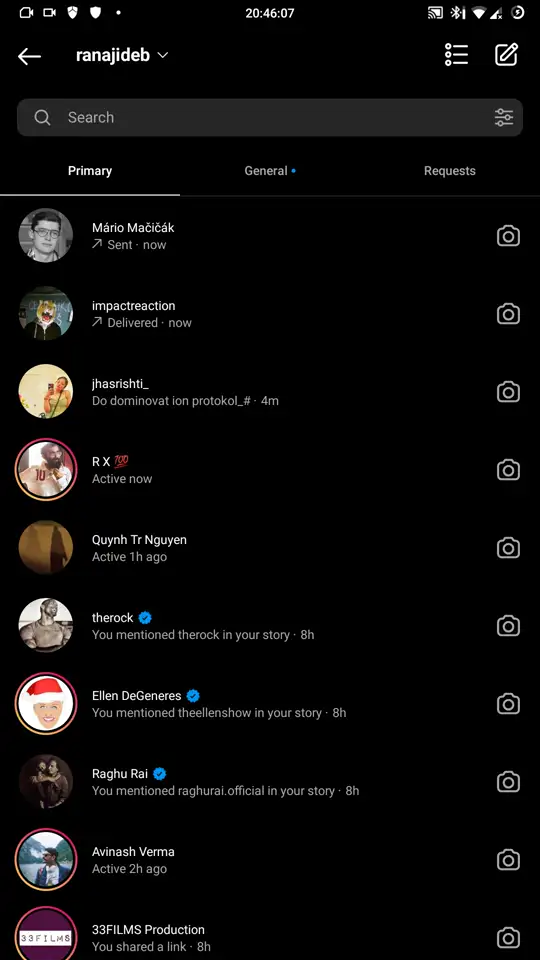 20:46:07
ranajideb
Search
Primary
General
Requests
Mário Mačičák
Sent · now
impactreaction
Delivered · now
jhasrishti_
Do dominovat ion protokol_# · 4m
R X 💯
Active now
Quynh Tr Nguyen
Active 1h ago
therock
You mentioned therock in your story · 8h
Ellen DeGeneres
You mentioned theellenshow in your story · 8h
Raghu Rai
You mentioned raghurai.official in your story · 8h
Avinash Verma
Active 2h ago
33FILMS
33FILMS Production
You shared a link · 8h